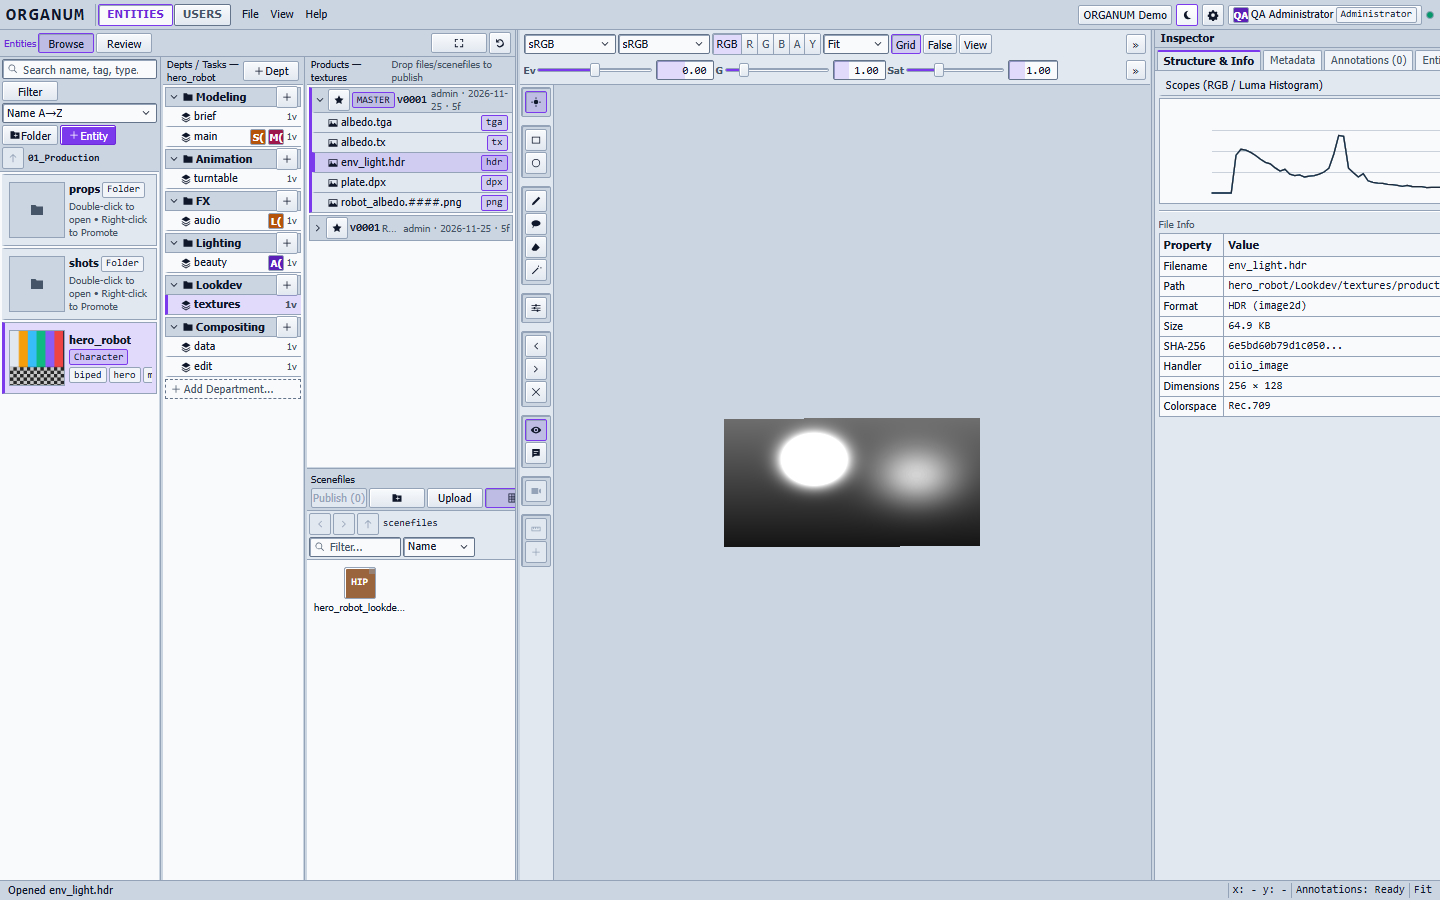 ORGANUM ENTITIES USERS File View Help ORGANUM Demo QA QA Administrator Administrator
Entities Browse Review
Search name, tag, type.
Filter
Name A→Z
Folder + Entity
01_Production
props Folder
Double-click to
open • Right-click
to Promote
shots Folder
Double-click to
open • Right-click
to Promote
hero_robot
Character
biped hero
Depts / Tasks —
hero_robot
+ Dept
Modeling
brief 1v
main S( M( 1v
Animation
turntable 1v
FX
audio L( 1v
Lighting
beauty A( 1v
Lookdev
textures 1v
Compositing
data 1v
edit 1v
+ Add Department...
Products —
textures
Drop files/scenefiles to
publish
MASTER v0001 admin · 2026-11-
25 · 5f
albedo.tga tga
albedo.tx tx
env_light.hdr hdr
plate.dpx dpx
robot_albedo.####.png png
v0001 R... admin · 2026-11-25 · 5f
Scenefiles
Publish (0) Upload
scenefiles
Filter... Name
HIP
hero_robot_lookde...
sRGB sRGB RGB R G B A Y Fit Grid False View »
Ev 0.00 G 1.00 Sat 1.00 »
Inspector
Structure & Info Metadata Annotations (0) Enti
Scopes (RGB / Luma Histogram)
File Info
Property Value
Filename env_light.hdr
Path hero_robot/Lookdev/textures/product
Format HDR (image2d)
Size 64.9 KB
SHA-256 6e5bd60b79d1c050...
Handler oiio_image
Dimensions 256 × 128
Colorspace Rec.709
Opened env_light.hdr x: - y: - Annotations: Ready Fit